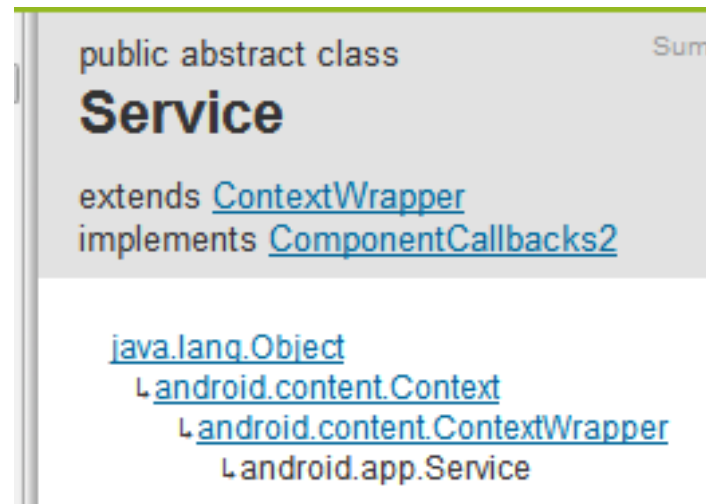 public abstract class
Sum
Service
extends ContextWrapper
implements ComponentCallbacks2
java.lang.Object
↳android.content.Context
↳android.content.ContextWrapper
↳android.app.Service